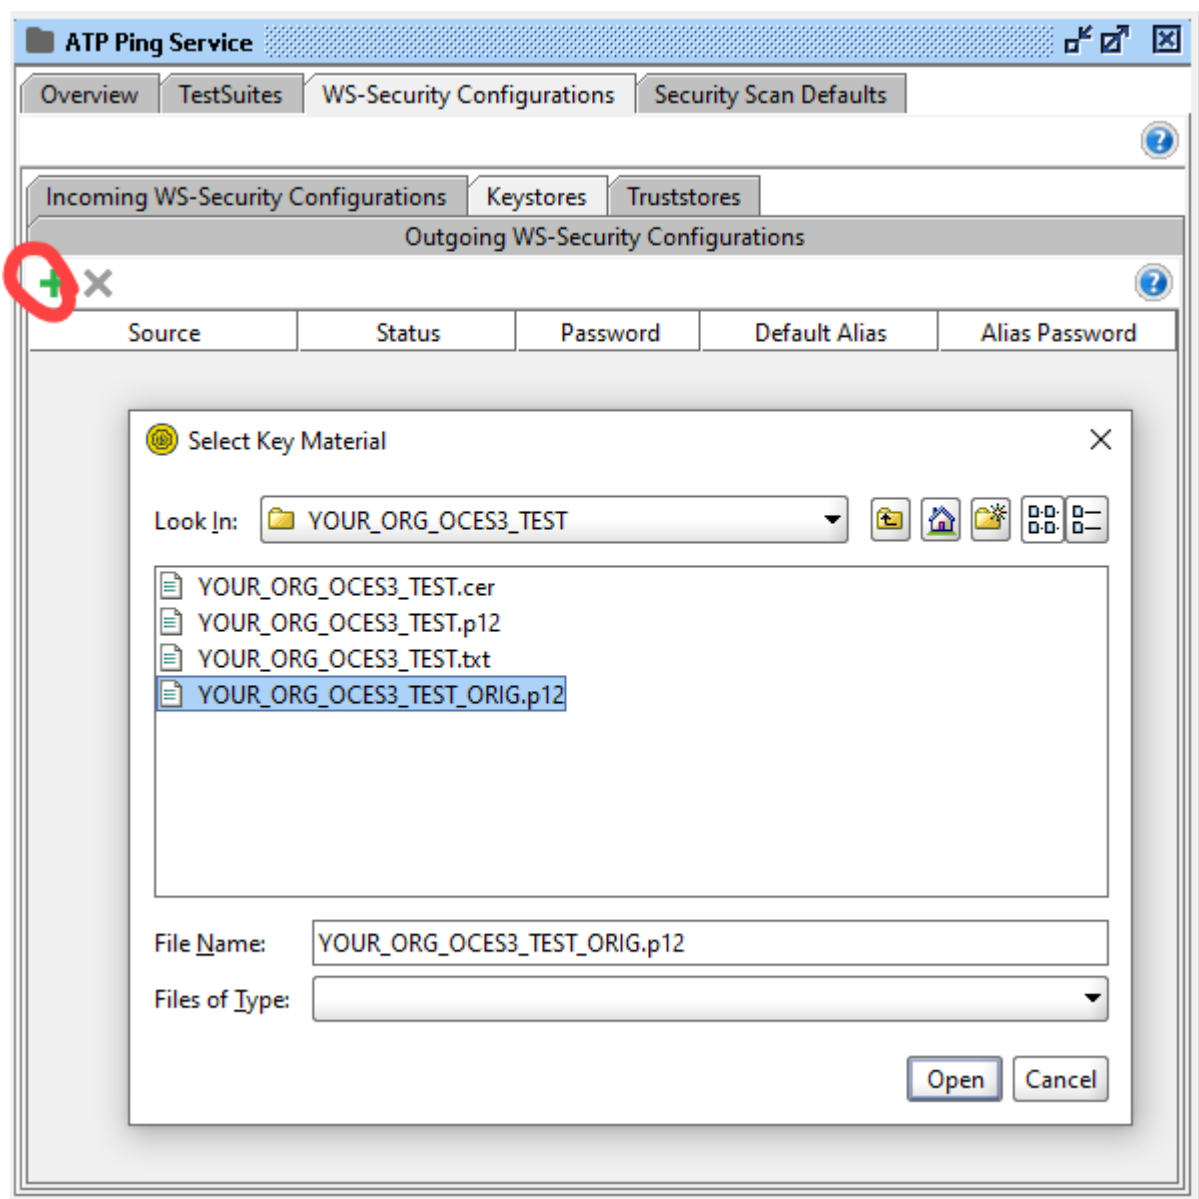 ATP Ping Service
Overview TestSuites WS-Security Configurations Security Scan Defaults
Incoming WS-Security Configurations Keystores Truststores
Outgoing WS-Security Configurations
Source Status Password Default Alias Alias Password
Select Key Material
Look In: YOUR_ORG_OCES3_TEST
YOUR_ORG_OCES3_TEST.cer
YOUR_ORG_OCES3_TEST.p12
YOUR_ORG_OCES3_TEST.txt
YOUR_ORG_OCES3_TEST_ORIG.p12
File Name: YOUR_ORG_OCES3_TEST_ORIG.p12
Files of Type:
Open Cancel